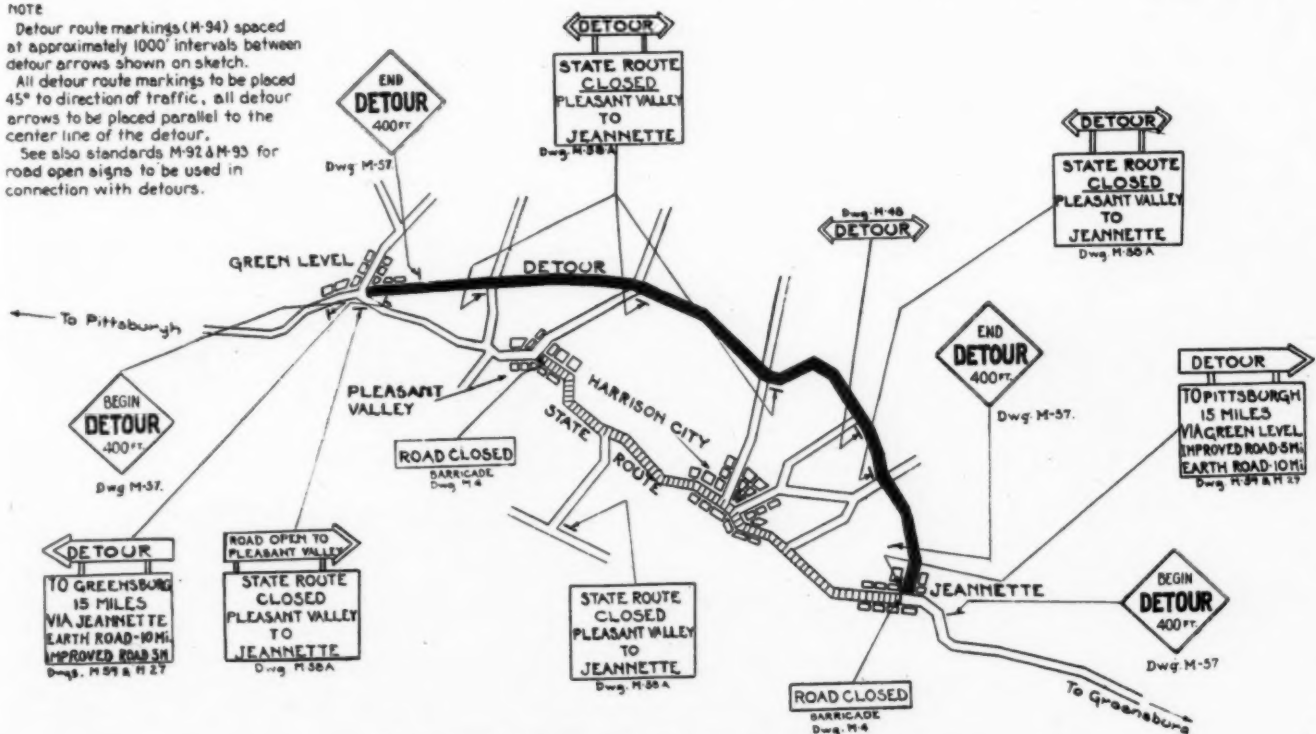 NOTE
Detour route markings (M-94) spaced
at approximately 1000' intervals between
detour arrows shown on sketch.
All detour route markings to be placed
45° to direction of traffic, all detour
arrows to be placed parallel to the
center line of the detour.
See also standards M-92 & M-93 for
road open signs to be used in
connection with detours.
END
DETOUR
400 FT
Dwg. M-57.
DETOUR
STATE ROUTE
CLOSED
PLEASANT VALLEY
TO
JEANNETTE
Dwg. M-58-A
DETOUR
STATE ROUTE
CLOSED
PLEASANT VALLEY
TO
JEANNETTE
Dwg. M-58 A
Dwg. M-48
DETOUR
GREEN LEVEL
DETOUR
To Pittsburgh
PLEASANT
VALLEY
HARRISON CITY
STATE
ROUTE
END
DETOUR
400 FT.
Dwg. M-57.
DETOUR
TO PITTSBURGH
15 MILES
VIA GREEN LEVEL
IMPROVED ROAD-5 Mi.
EARTH ROAD-10 Mi
Dwg. M-59 & M 27
BEGIN
DETOUR
400 FT.
Dwg M-57.
ROAD CLOSED
BARRICADE
Dwg M-4
DETOUR
TO GREENSBURG
15 MILES
VIA JEANNETTE
EARTH ROAD-10 Mi.
IMPROVED ROAD 5 M
Dwgs. M 59 & M 27
ROAD OPEN TO
PLEASANT VALLEY
STATE ROUTE
CLOSED
PLEASANT VALLEY
TO
JEANNETTE
Dwg M 58A
STATE ROUTE
CLOSED
PLEASANT VALLEY
TO
JEANNETTE
Dwg. M-58 A
JEANNETTE
BEGIN
DETOUR
400 FT.
Dwg. M-57
ROAD CLOSED
BARRICADE
Dwg. M-4
To Greensburg